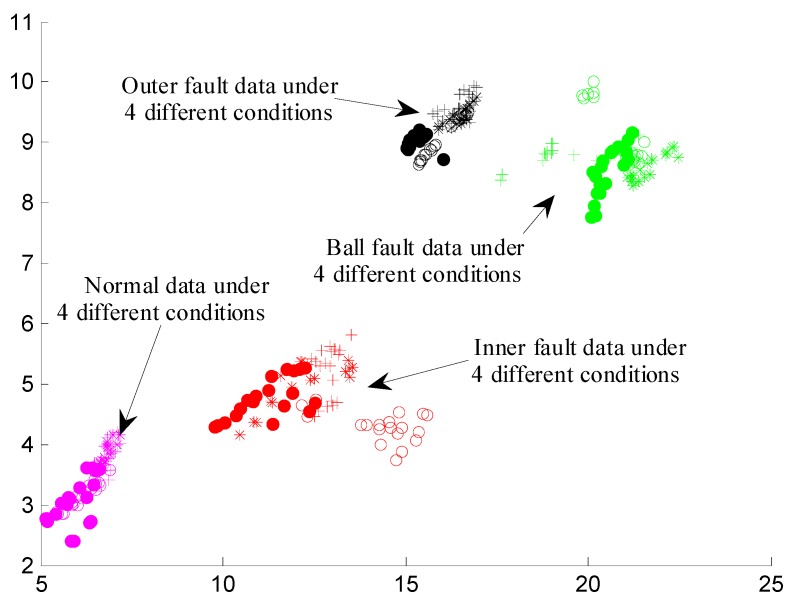 11
10
9
8
7
6
5
4
3
2
5
10
15
20
25
Outer fault data under
4 different conditions
Ball fault data under
4 different conditions
Normal data under
4 different conditions
Inner fault data under
4 different conditions